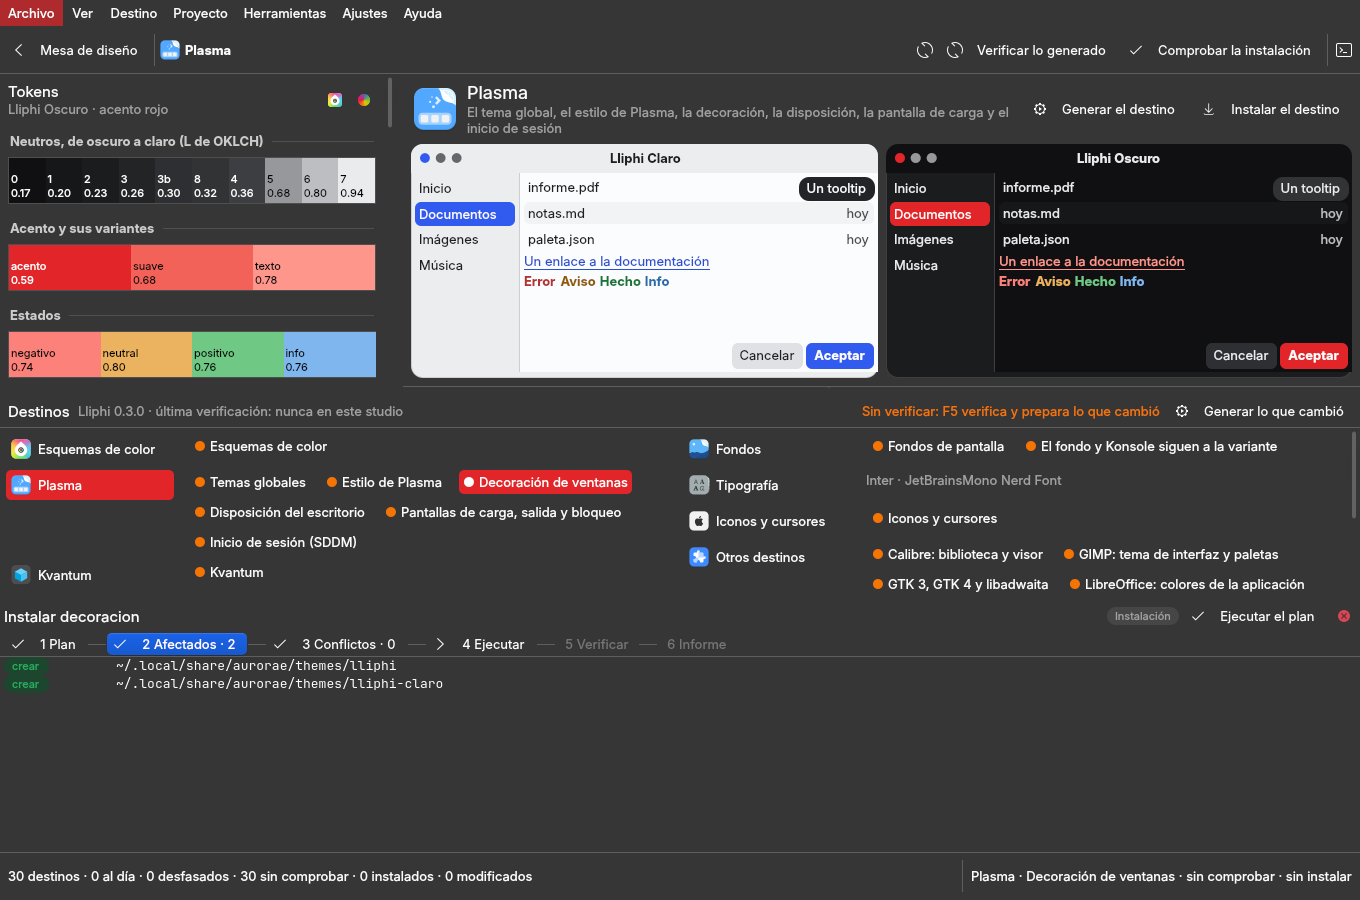 Archivo Ver Destino Proyecto Herramientas Ajustes Ayuda
Mesa de diseño Plasma Verificar lo generado Comprobar la instalación
Tokens
Lliphi Oscuro · acento rojo
Neutros, de oscuro a claro (L de OKLCH)
0 1 2 3 3b 8 4 5 6 7
0.17 0.20 0.23 0.26 0.30 0.32 0.36 0.68 0.80 0.94
Acento y sus variantes
acento suave texto
0.59 0.68 0.78
Estados
negativo neutral positivo info
0.74 0.80 0.76 0.76
Plasma
El tema global, el estilo de Plasma, la decoración, la disposición, la pantalla de carga y el
inicio de sesión
Generar el destino Instalar el destino
Lliphi Claro
Inicio informe.pdf Un tooltip
Documentos notas.md hoy
Imágenes paleta.json hoy
Música Un enlace a la documentación
Error Aviso Hecho Info
Cancelar Aceptar
Lliphi Oscuro
Inicio informe.pdf Un tooltip
Documentos notas.md hoy
Imágenes paleta.json hoy
Música Un enlace a la documentación
Error Aviso Hecho Info
Cancelar Aceptar
Destinos Lliphi 0.3.0 · última verificación: nunca en este studio Sin verificar: F5 verifica y prepara lo que cambió Generar lo que cambió
Esquemas de color Esquemas de color
Plasma Temas globales Estilo de Plasma Decoración de ventanas
Disposición del escritorio Pantallas de carga, salida y bloqueo
Inicio de sesión (SDDM)
Kvantum Kvantum
Fondos Fondos de pantalla El fondo y Konsole siguen a la variante
Tipografía Inter · JetBrainsMono Nerd Font
Iconos y cursores Iconos y cursores
Otros destinos Calibre: biblioteca y visor GIMP: tema de interfaz y paletas
GTK 3, GTK 4 y libadwaita LibreOffice: colores de la aplicación
Instalar decoracion Instalación Ejecutar el plan
1 Plan 2 Afectados · 2 3 Conflictos · 0 4 Ejecutar 5 Verificar 6 Informe
crear ~/.local/share/aurorae/themes/lliphi
crear ~/.local/share/aurorae/themes/lliphi-claro
30 destinos · 0 al día · 0 desfasados · 30 sin comprobar · 0 instalados · 0 modificados Plasma · Decoración de ventanas · sin comprobar · sin instalar